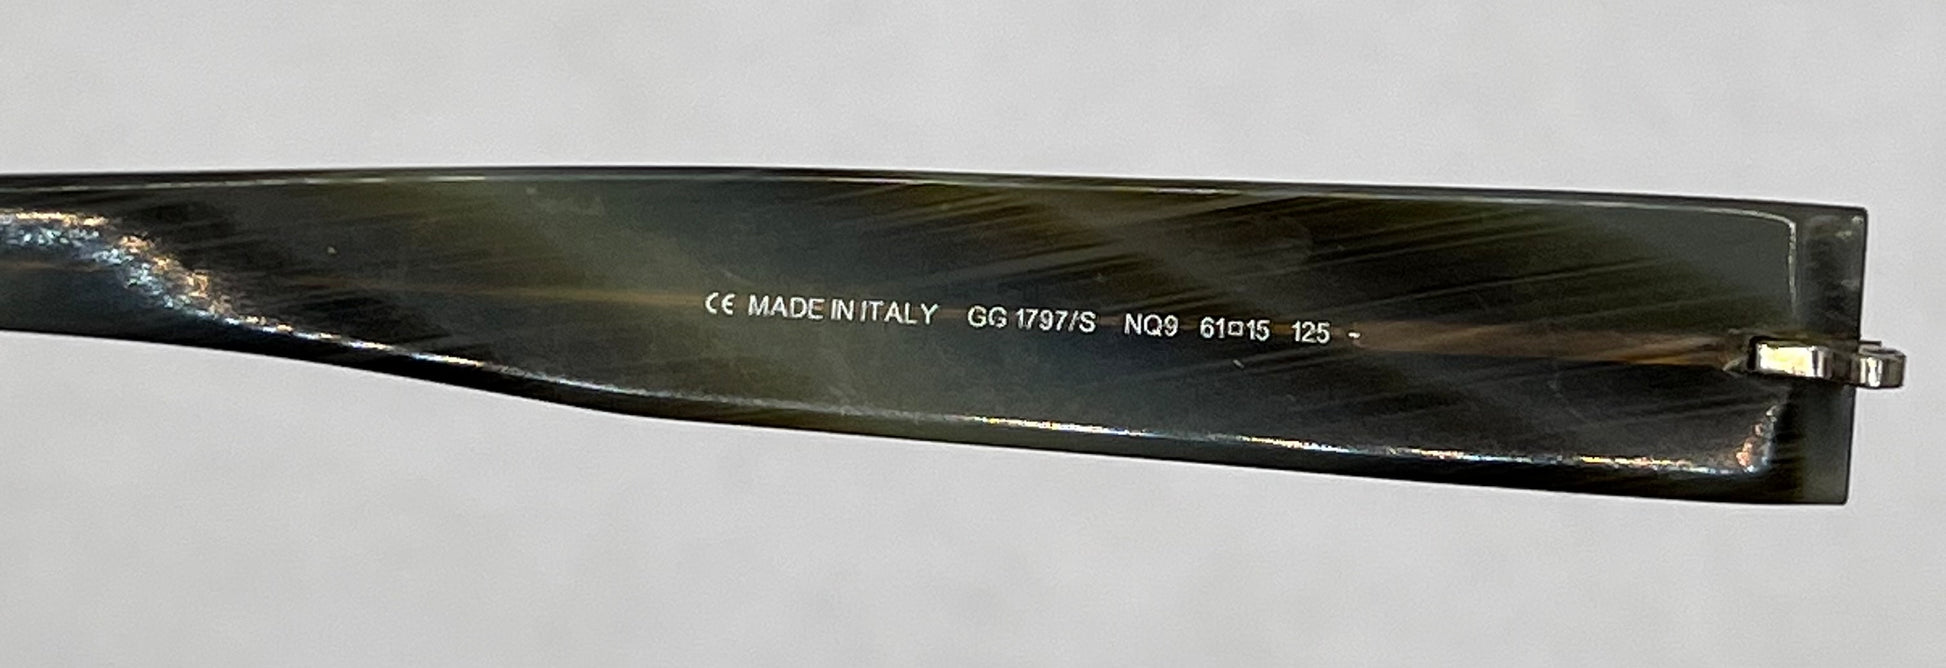 CE MADE IN ITALY GG 1797/S NQ9 61□15 125 -